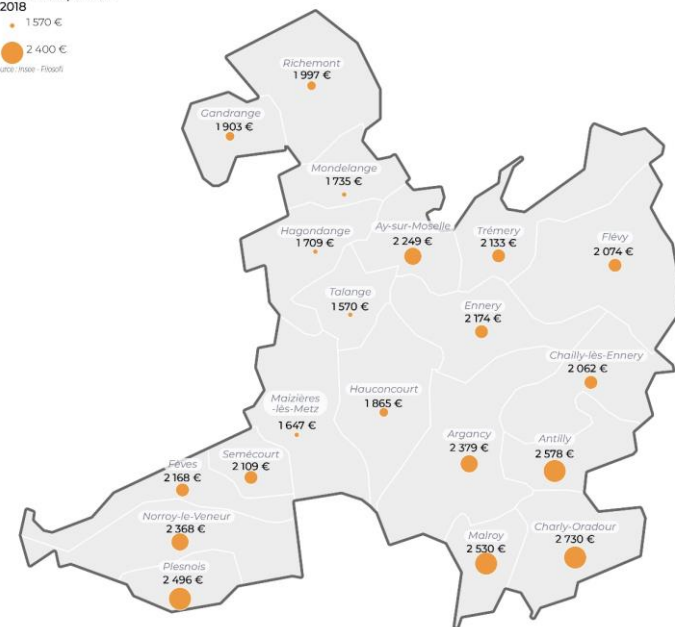 2018
1 570 €
2 400 €
Insee - Filosofi
Richemont
1 997 €
Gandrange
1 903 €
Mondelange
1 735 €
Hagondange
1 709 €
Ay-sur-Moselle
2 249 €
Trémery
2 133 €
Flévy
2 074 €
Talange
1 570 €
Ennery
2 174 €
Chailly-lès-Ennery
2 062 €
Hauconcourt
1 865 €
Maizières
-lès-Metz
1 647 €
Argancy
2 379 €
Antilly
2 578 €
Semécourt
2 109 €
Fèves
2 168 €
Norroy-le-Veneur
2 368 €
Plesnois
2 496 €
Malroy
2 530 €
Charly-Oradour
2 730 €